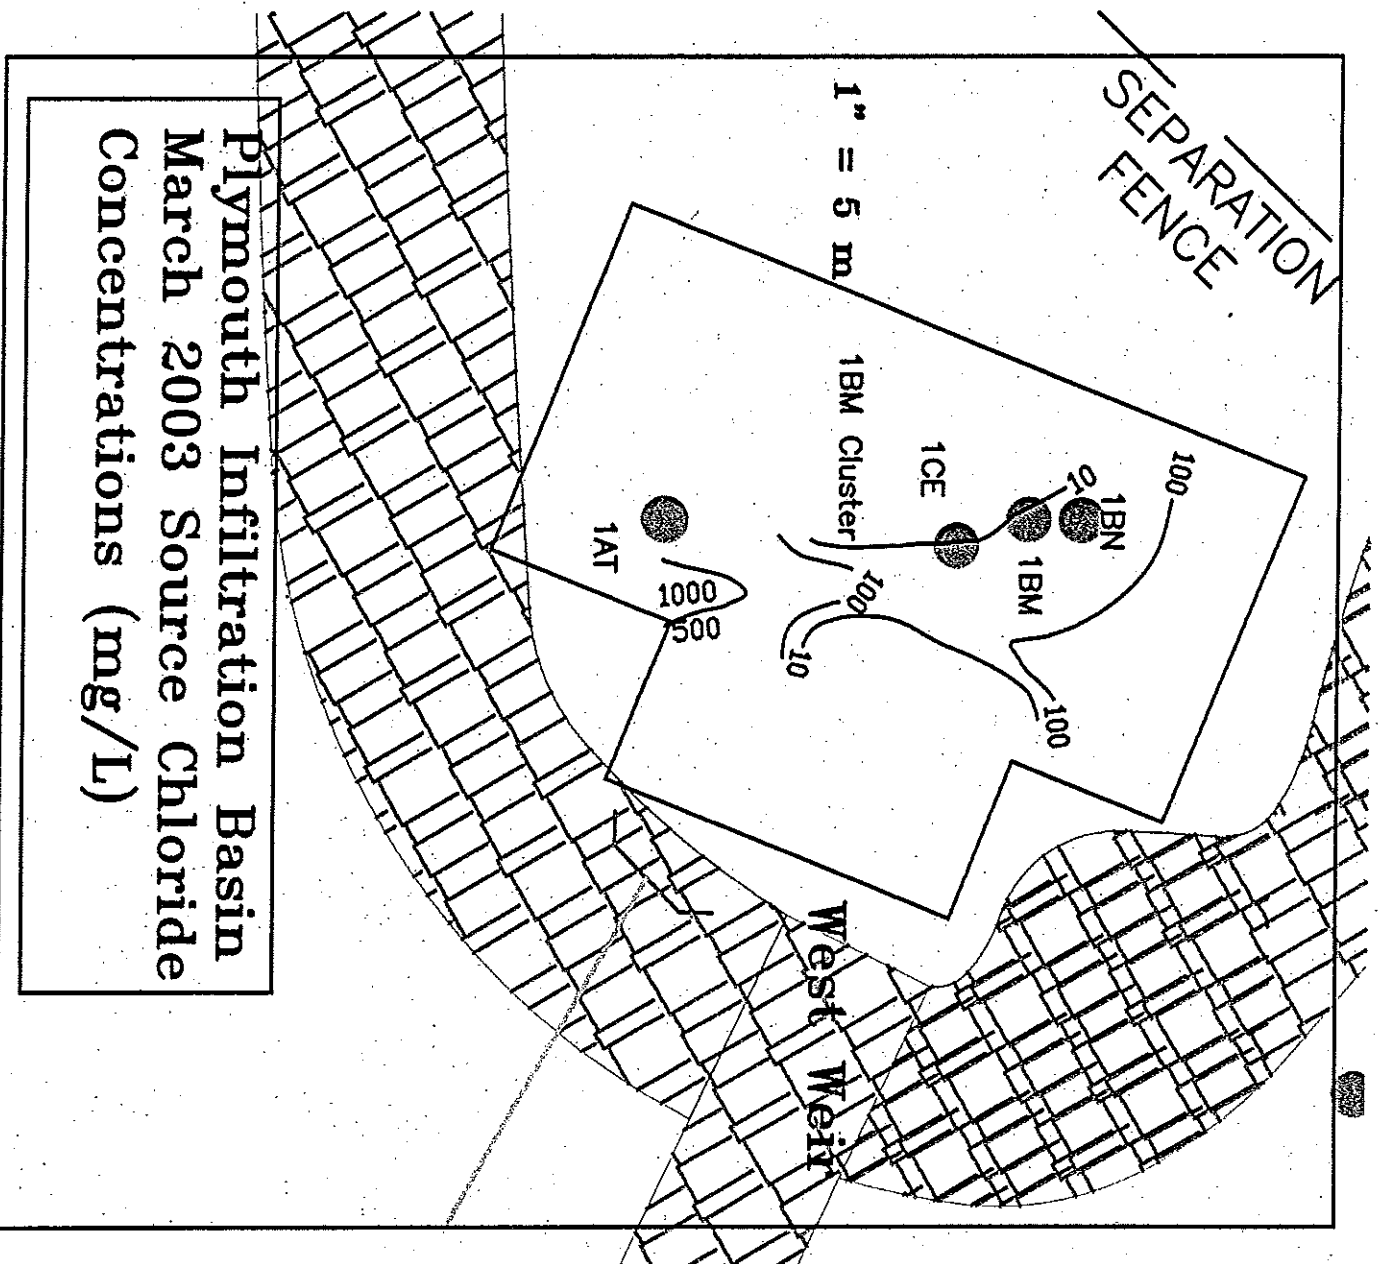 SEPARATION
FENCE
1" = 5 m
100
10
1BN
1BM
1CE
1BM Cluster
100
100
10
1AT
1000
500
West Weir
Plymouth Infiltration Basin
March 2003 Source Chloride
Concentrations (mg/L)